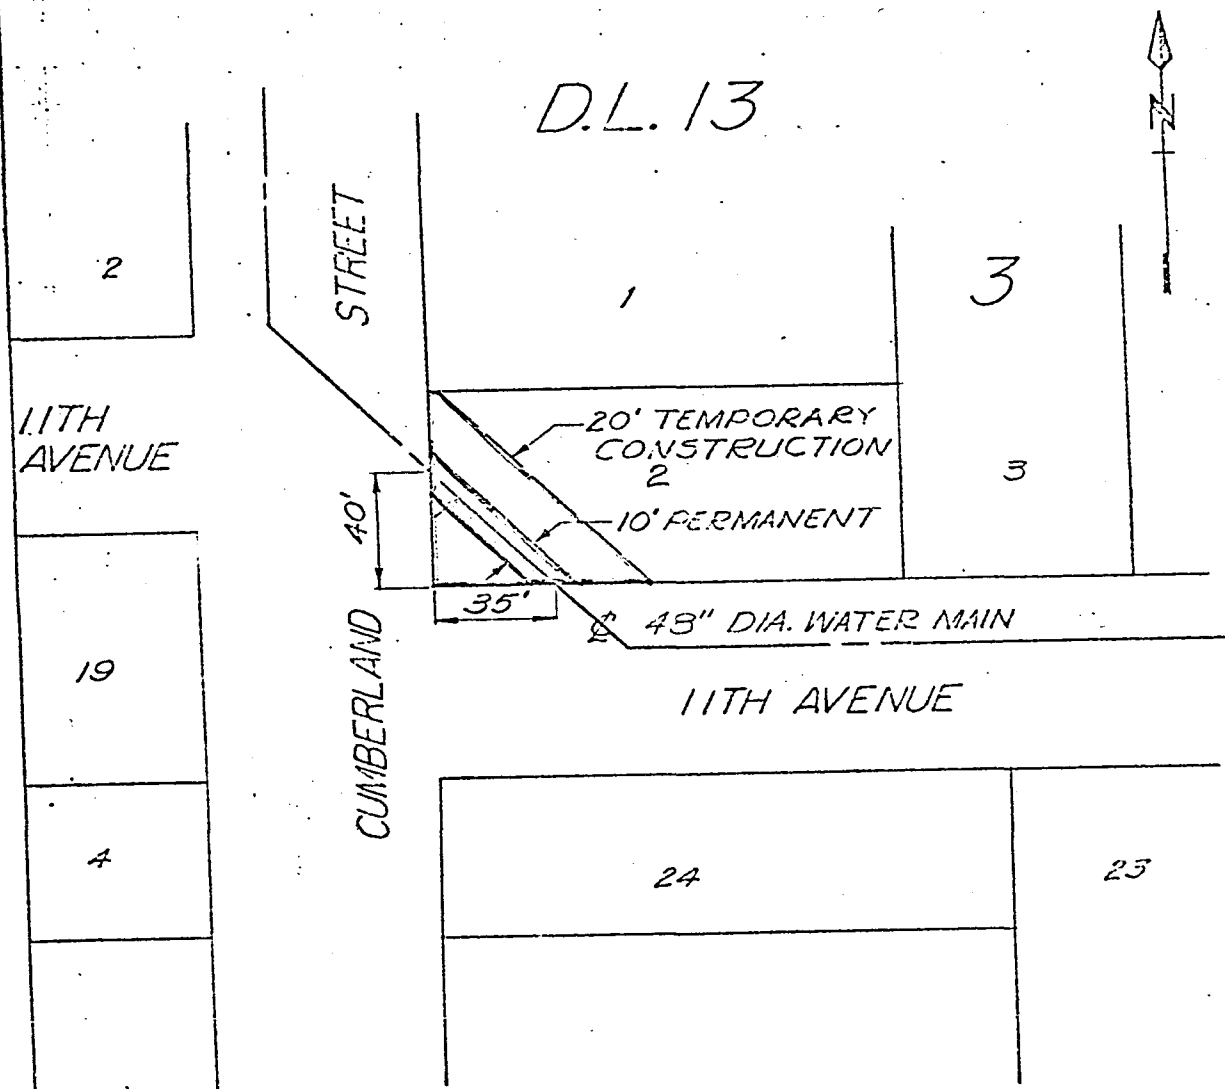 D.L. 13
N
STREET
2
1
3
11TH
AVENUE
20' TEMPORARY
CONSTRUCTION
2
3
40'
10' PERMANENT
35'
℄ 48" DIA. WATER MAIN
CUMBERLAND
19
11TH AVENUE
4
24
23